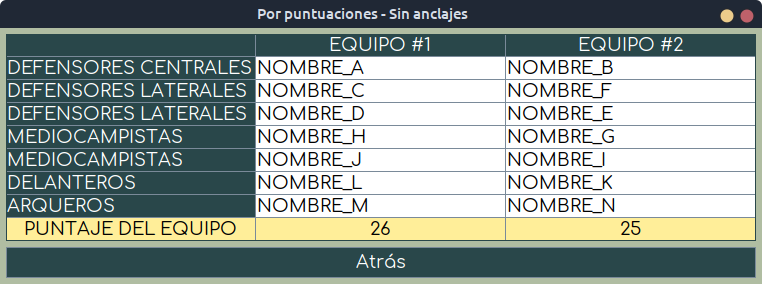 Por puntuaciones - Sin anclajes
EQUIPO #1 EQUIPO #2
DEFENSORES CENTRALES NOMBRE_A NOMBRE_B
DEFENSORES LATERALES NOMBRE_C NOMBRE_F
DEFENSORES LATERALES NOMBRE_D NOMBRE_E
MEDIOCAMPISTAS NOMBRE_H NOMBRE_G
MEDIOCAMPISTAS NOMBRE_J NOMBRE_I
DELANTEROS NOMBRE_L NOMBRE_K
ARQUEROS NOMBRE_M NOMBRE_N
PUNTAJE DEL EQUIPO 26 25
Atrás